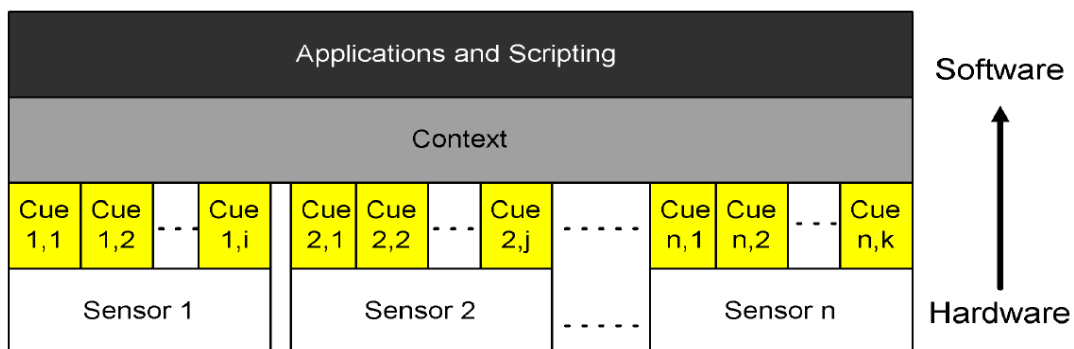 Applications and Scripting
Software
Context
Cue Cue - - - Cue Cue Cue - - - Cue - - - - - Cue Cue - - - Cue
1,1 1,2 1,i 2,1 2,2 2,j n,1 n,2 n,k
Sensor 1 Sensor 2 - - - - - Sensor n
Hardware